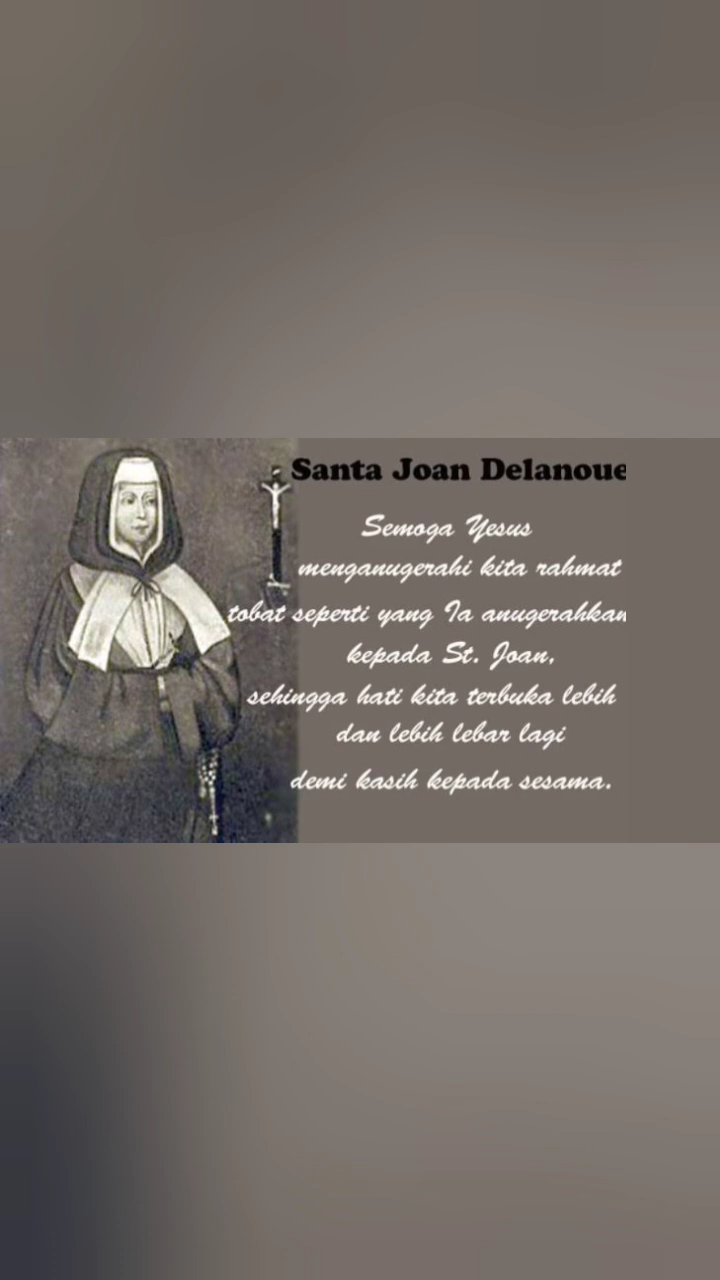 Santa Joan Delanoue
Semoga Yesus
menganugerahi kita rahmat
tobat seperti yang Ia anugerahkan
kepada St. Joan,
sehingga hati kita terbuka lebih
dan lebih lebar lagi
demi kasih kepada sesama.